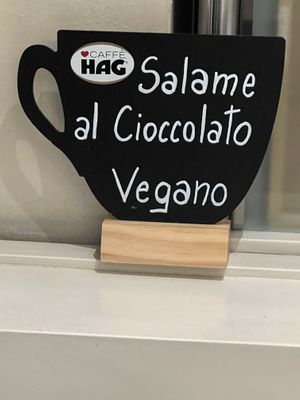 CAFFÈ
HAG
Salame
al Cioccolato
Vegano